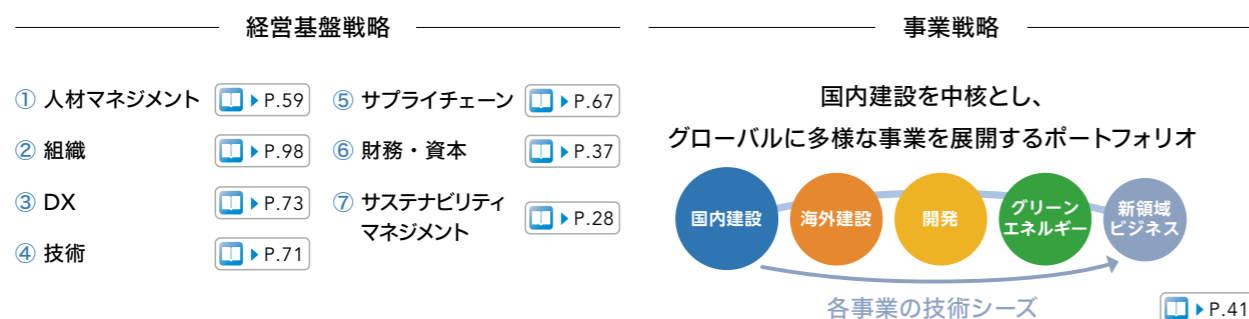 経営基盤戦略
① 人材マネジメント ▶ P.59
② 組織 ▶ P.98
③ DX ▶ P.73
④ 技術 ▶ P.71
⑤ サプライチェーン ▶ P.67
⑥ 財務・資本 ▶ P.37
⑦ サステナビリティ
マネジメント ▶ P.28
事業戦略
国内建設を中核とし、
グローバルに多様な事業を展開するポートフォリオ
国内建設
海外建設
開発
グリーン
エネルギー
新領域
ビジネス
各事業の技術シーズ
▶ P.41